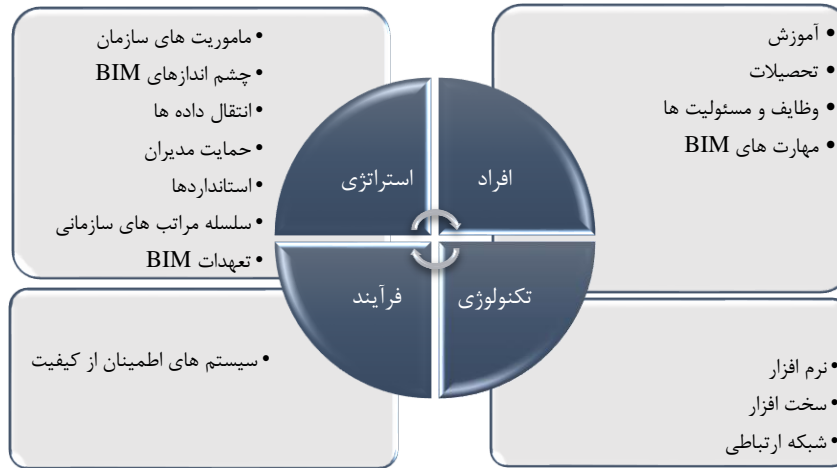 آموزش
تحصیلات
وظایف و مسئولیت ها
مهارت های BIM
ماموریت های سازمان
چشم اندازهای BIM
انتقال داده ها
حمایت مدیران
استانداردها
سلسله مراتب های سازمانی
تعهدات BIM
افراد
استراتژی
تکنولوژی
فرآیند
نرم افزار
سخت افزار
شبکه ارتباطی
سیستم های اطمینان از کیفیت